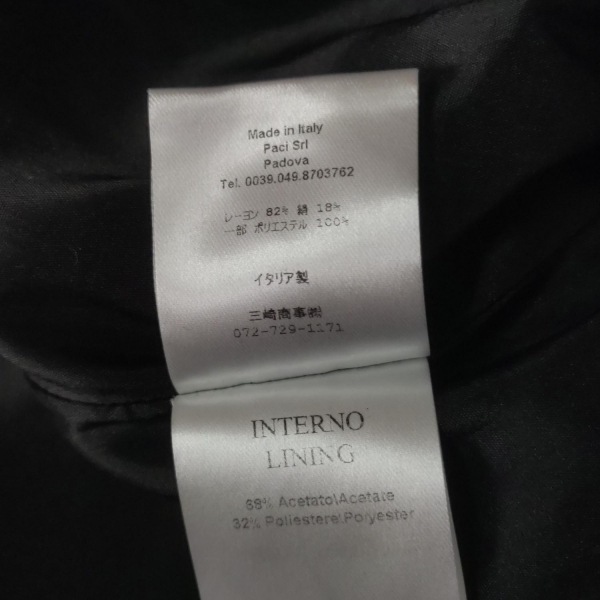 Made in Italy
Paci Srl
Padova
Tel. 0039.049.8703762
レーヨン 82% 絹 18%
一部 ポリエステル 100%
イタリア製
三崎商事㈱
072-729-1171
INTERNO
LINING
68% Acetato\Acetate
32% Poliestere\Polyester